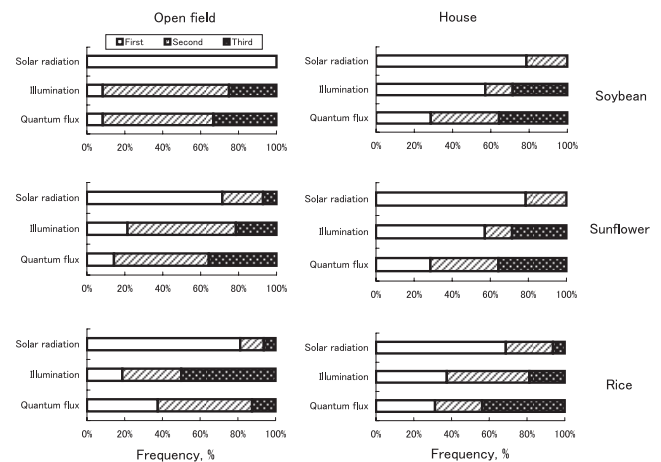 Open field
House
First Second Third
Solar radiation
Illumination
Quantum flux
0% 20% 40% 60% 80% 100%
Solar radiation
Illumination
Quantum flux
0% 20% 40% 60% 80% 100%
Soybean
Solar radiation
Illumination
Quantum flux
0% 20% 40% 60% 80% 100%
Solar radiation
Illumination
Quantum flux
0% 20% 40% 60% 80% 100%
Sunflower
Solar radiation
Illumination
Quantum flux
0% 20% 40% 60% 80% 100%
Frequency, %
Solar radiation
Illumination
Quantum flux
0% 20% 40% 60% 80% 100%
Frequency, %
Rice